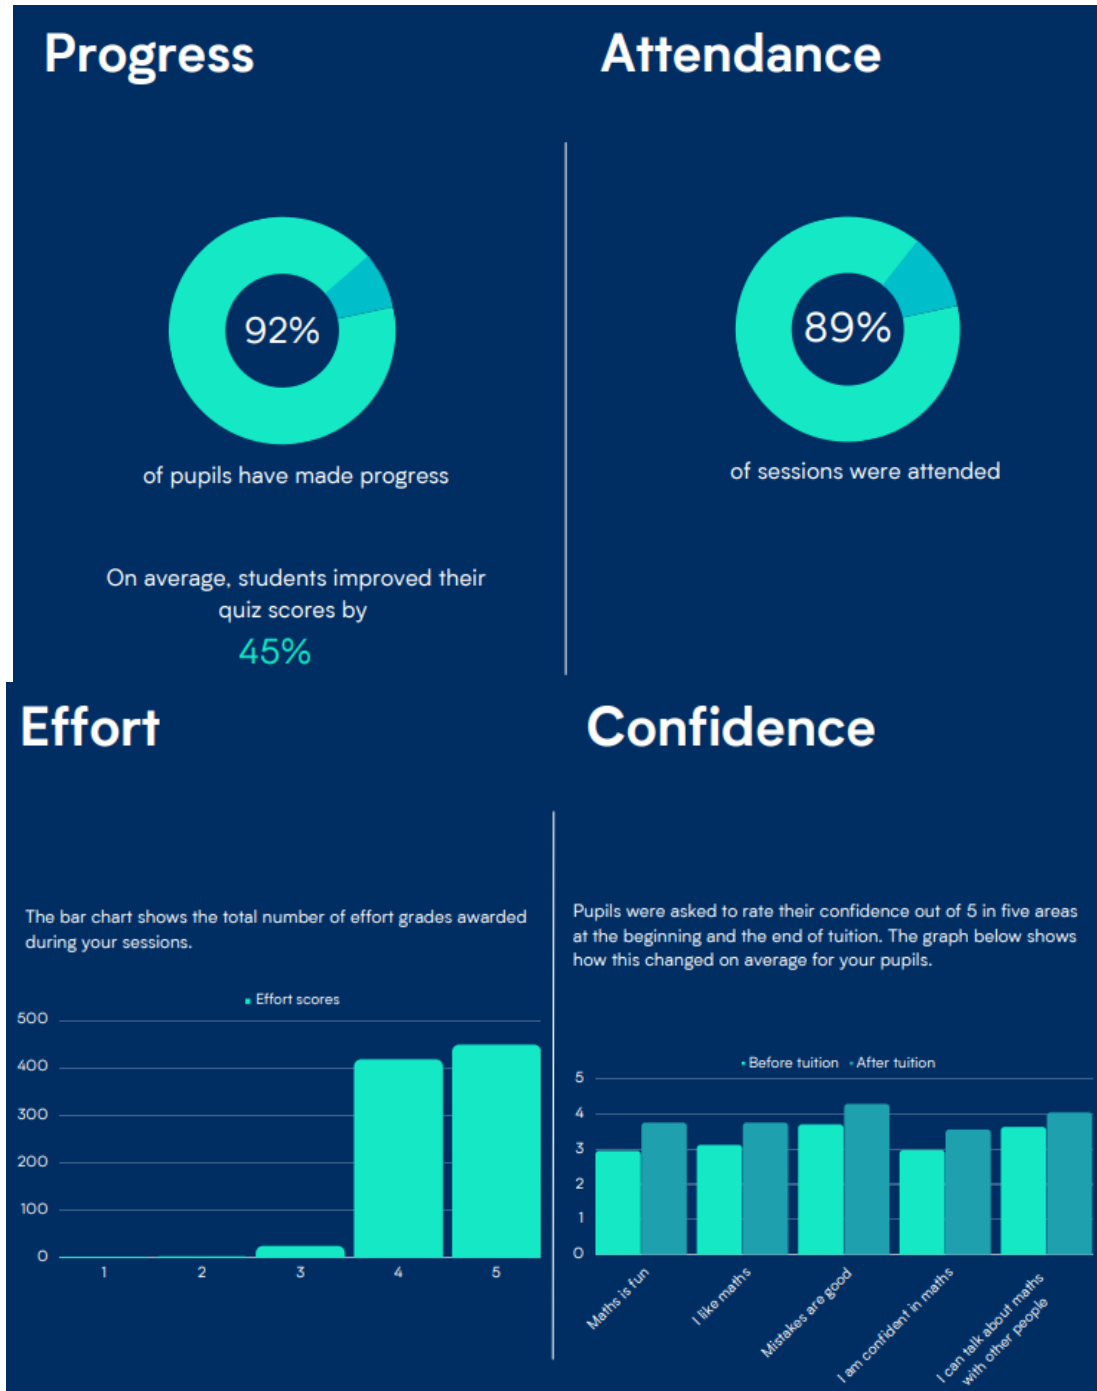 Progress
92%
of pupils have made progress
On average, students improved their
quiz scores by
45%
Attendance
89%
of sessions were attended
Effort
The bar chart shows the total number of effort grades awarded
during your sessions.
Effort scores
500
400
300
200
100
0
1
2
3
4
5
Confidence
Pupils were asked to rate their confidence out of 5 in five areas
at the beginning and the end of tuition. The graph below shows
how this changed on average for your pupils.
Before tuition
After tuition
5
4
3
2
1
0
Maths is fun
I like maths
Mistakes are good
I am confident in maths
I can talk about maths
with other people